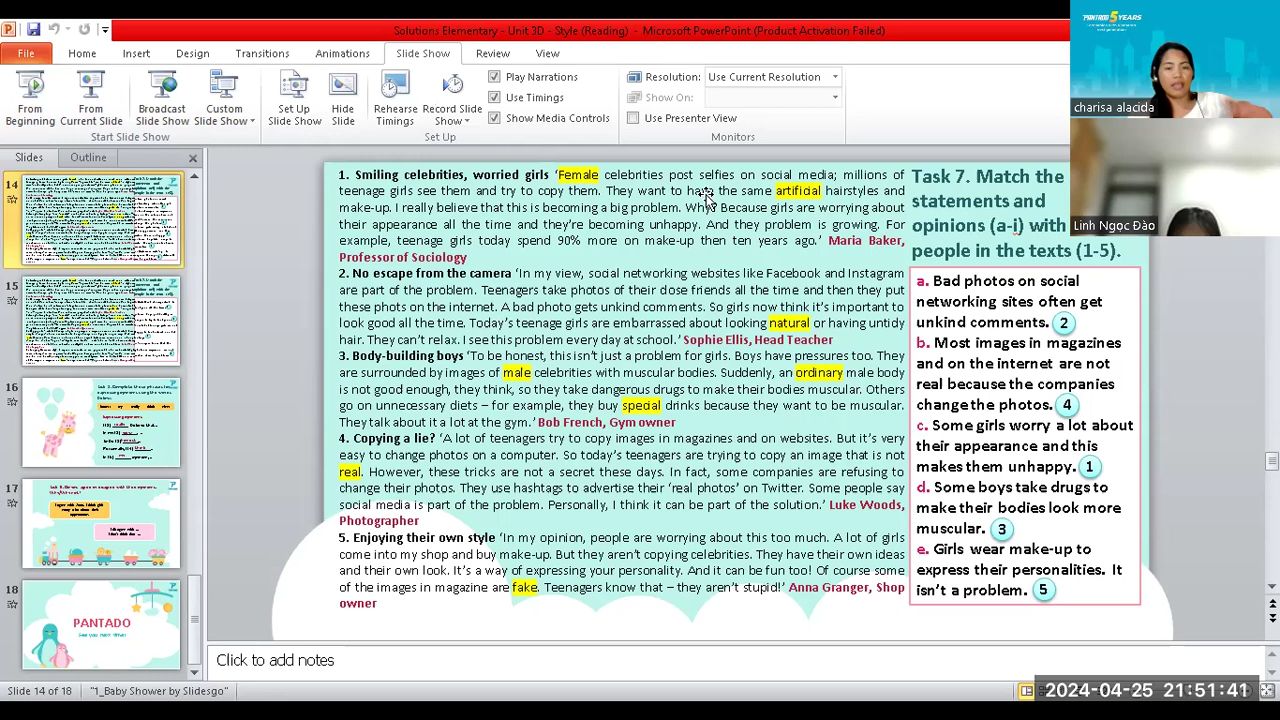 Solutions Elementary - Unit 3D - Style (Reading) - Microsoft PowerPoint (Product Activation Failed)
File Home Insert Design Transitions Animations Slide Show Review View
From Beginning
From Current Slide
Broadcast Slide Show
Custom Slide Show
Start Slide Show
Set Up Slide Show
Hide Slide
Rehearse Timings
Record Slide Show
Play Narrations
Use Timings
Show Media Controls
Set Up
Resolution: Use Current Resolution
Show On:
Use Presenter View
Monitors
PANTADO 5 YEARS
charisa alacida
Linh Ngọc Đào
Slides Outline
14
15
16
17
18
PANTADO
See you next time!
1. Smiling celebrities, worried girls ‘Female celebrities post selfies on social media; millions of
teenage girls see them and try to copy them. They want to have the same artificial hairstyles and
make-up. I really believe that this is becoming a big problem. Why? Because girls are worrying about
their appearance all the time and they’re becoming unhappy. And they problem is growing. For
example, teenage girls today spend 90% more on make-up then ten years ago.’ Maria Baker,
Professor of Sociology
2. No escape from the camera ‘In my view, social networking websites like Facebook and Instagram
are part of the problem. Teenagers take photos of their close friends all the time and then they put
these phots on the internet. A bad photo gets unkind comments. So girls now think it’s important to
look good all the time. Today’s teenage girls are embarrassed about looking natural or having untidy
hair. They can’t relax. I see this problem every day at school.’ Sophie Ellis, Head Teacher
3. Body-building boys ‘To be honest, this isn’t just a problem for girls. Boys have pressures too. They
are surrounded by images of male celebrities with muscular bodies. Suddenly, an ordinary male body
is not good enough, they think, so they take dangerous drugs to make their bodies muscular. Others
go on unnecessary diets – for example, they buy special drinks because they want to be muscular.
They talk about it a lot at the gym.’ Bob French, Gym owner
4. Copying a lie? ‘A lot of teenagers try to copy images in magazines and on websites. But it’s very
easy to change photos on a computer. So today’s teenagers are trying to copy an image that is not
real. However, these tricks are not a secret these days. In fact, some companies are refusing to
change their photos. They use hashtags to advertise their ‘real photos’ on Twitter. Some people say
social media is part of the problem. Personally, I think it can be part of the solution.’ Luke Woods,
Photographer
5. Enjoying their own style ‘In my opinion, people are worrying about this too much. A lot of girls
come into my shop and buy make-up. But they aren’t copying celebrities. They have their own ideas
and their own look. It’s a way of expressing your personality. And it can be fun too! Of course some
of the images in magazine are fake. Teenagers know that – they aren’t stupid!’ Anna Granger, Shop
owner
Task 7. Match the
statements and
opinions (a-i) with
people in the texts (1-5).
a. Bad photos on social
networking sites often get
unkind comments. 2
b. Most images in magazines
and on the internet are not
real because the companies
change the photos. 4
c. Some girls worry a lot about
their appearance and this
makes them unhappy. 1
d. Some boys take drugs to
make their bodies look more
muscular. 3
e. Girls wear make-up to
express their personalities. It
isn’t a problem. 5
Click to add notes
Slide 14 of 18 "1_Baby Shower by Slidesgo"
2024-04-25 21:51:41